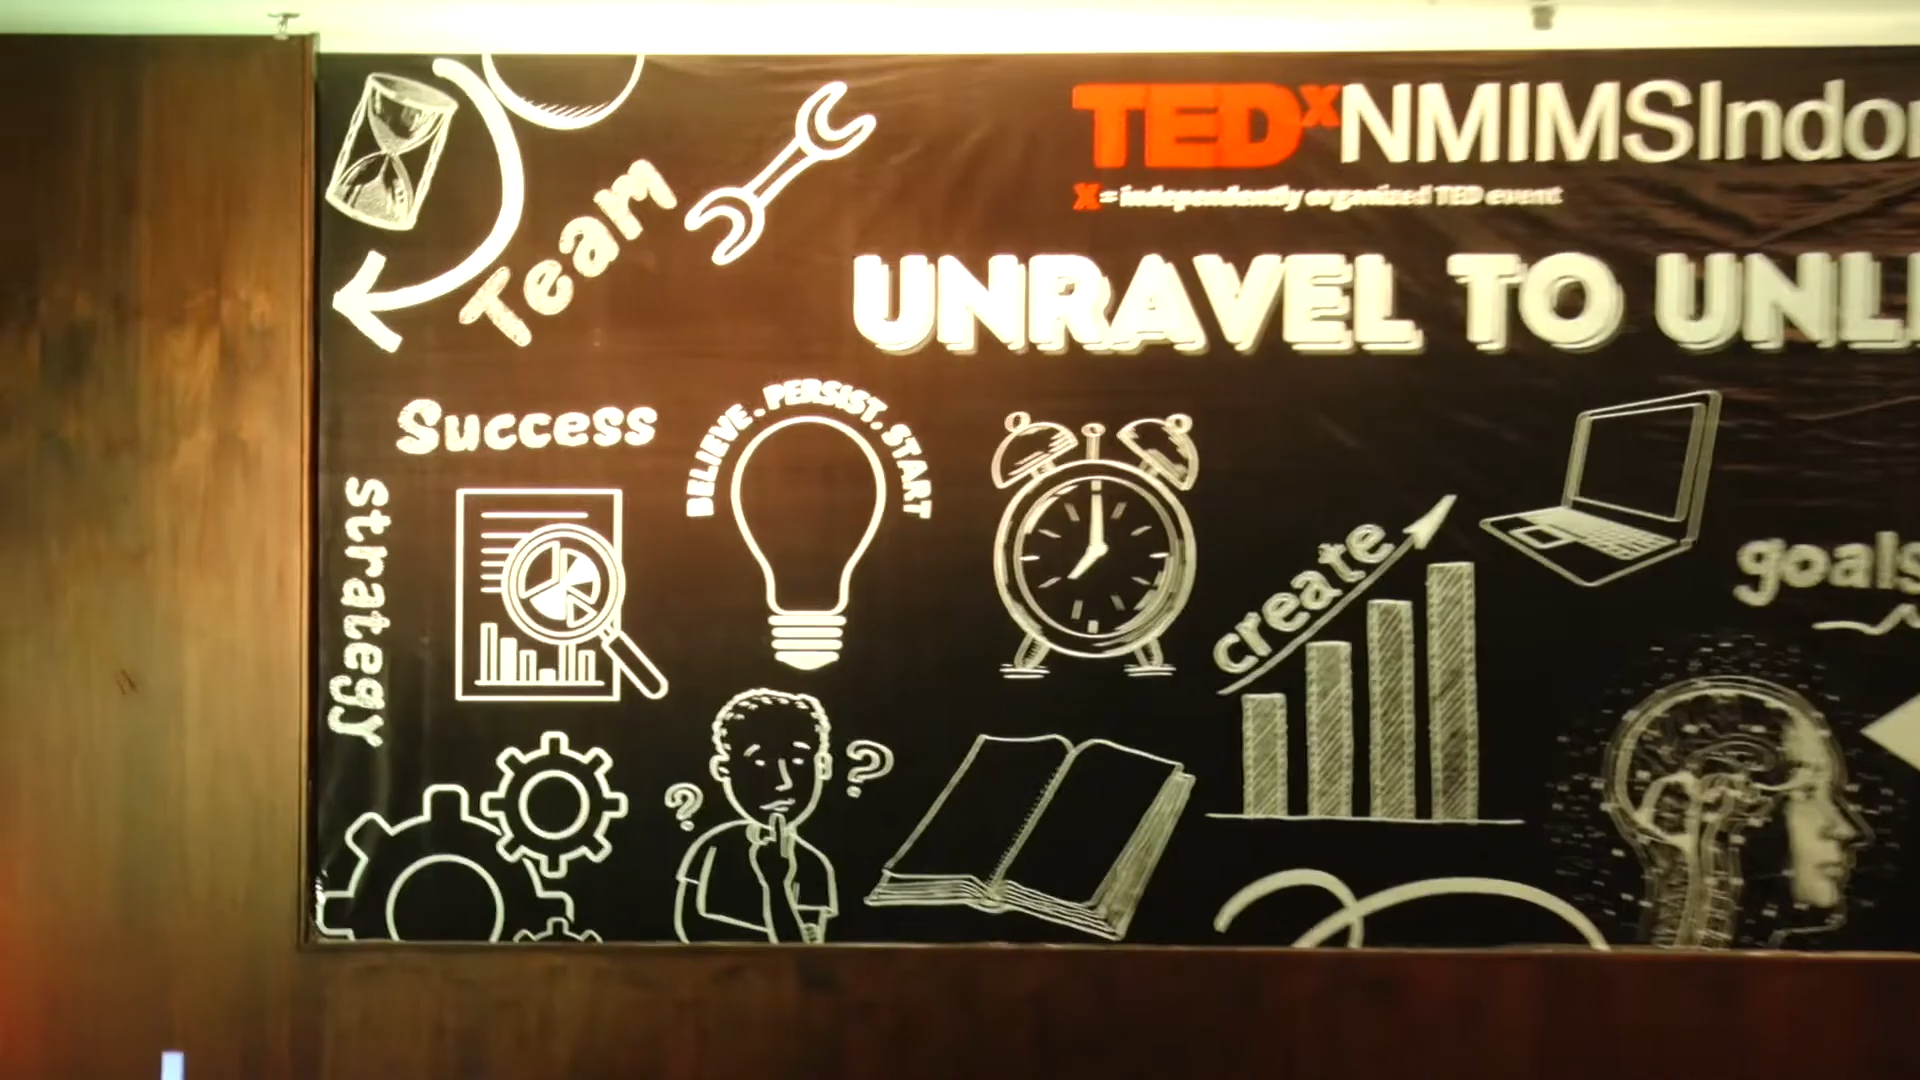 TEDxNMIMSIndor
X = independently organized TED event
UNRAVEL TO UNL
Team
Success
BELIEVE. PERSIST. START
strategy
create
goals
? ?